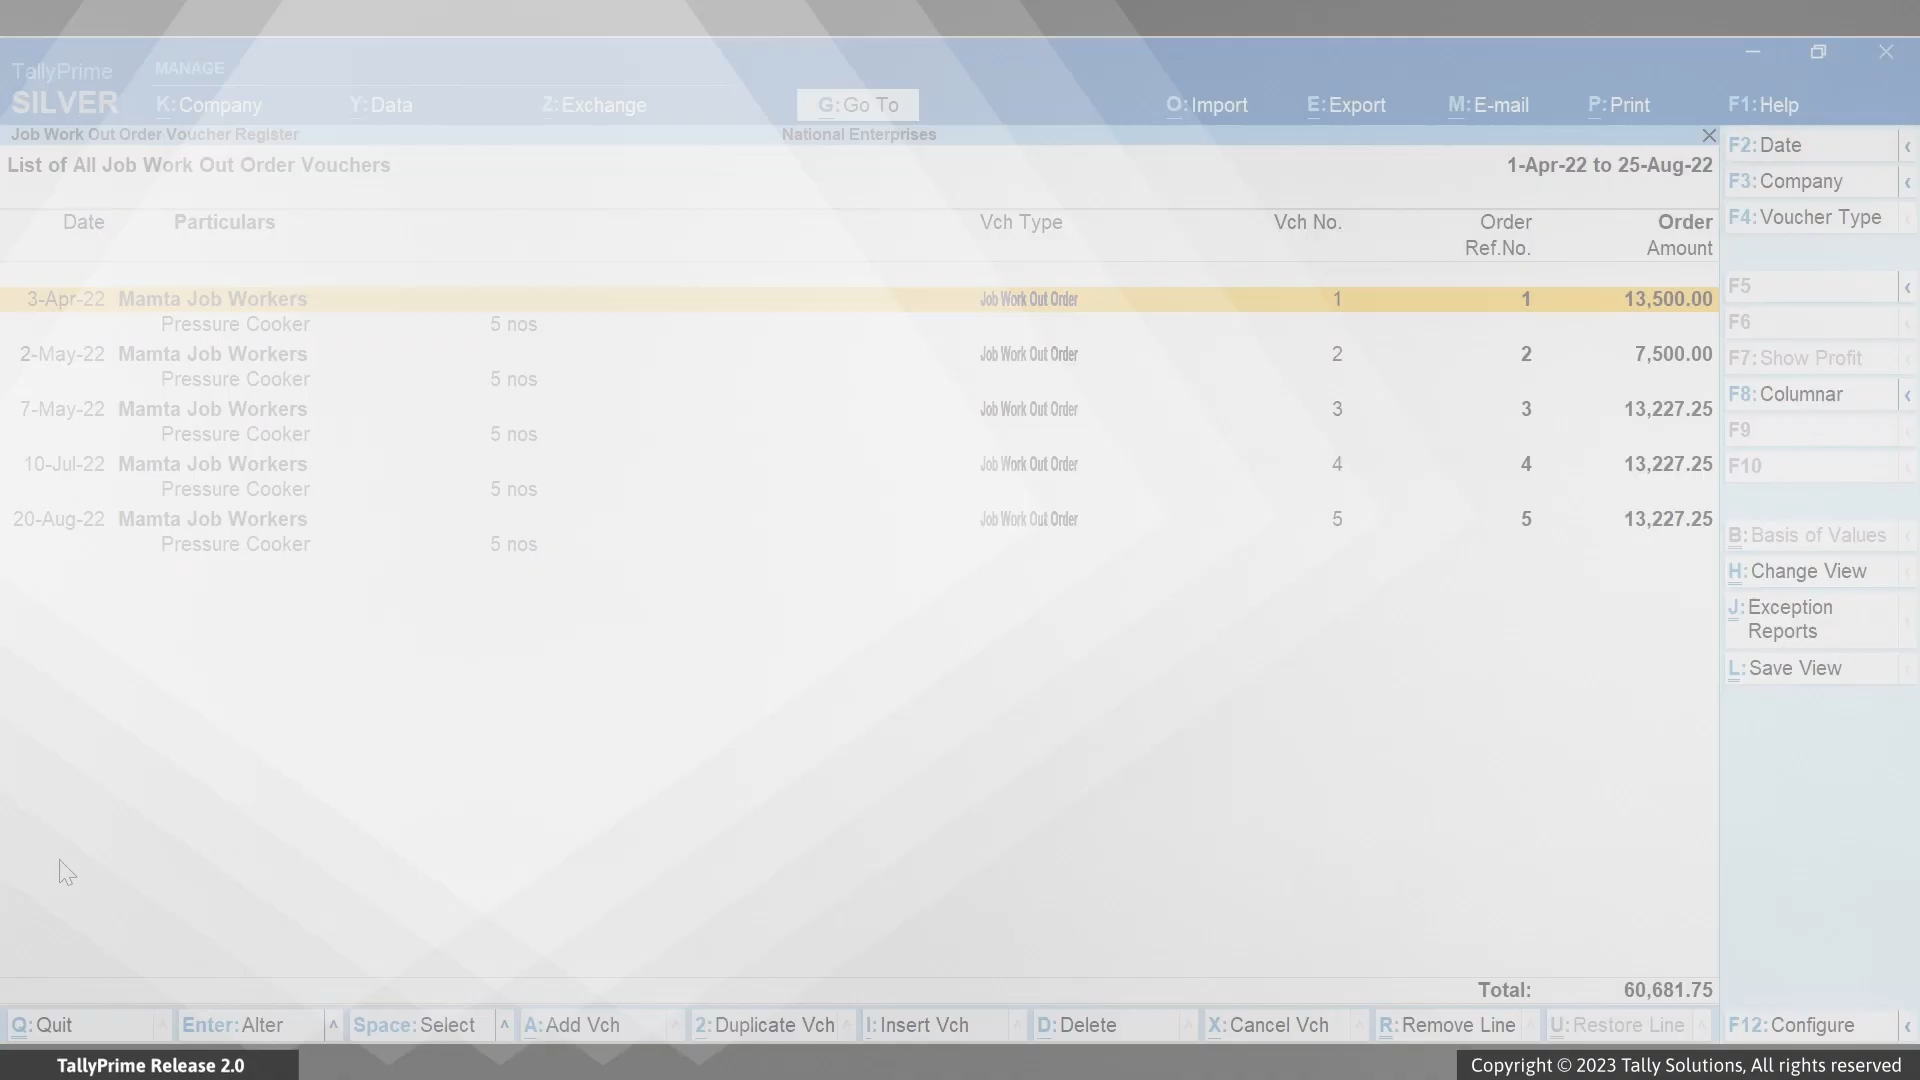 TallyPrime
SILVER
MANAGE
K:Company
Y:Data
Z:Exchange
G:Go To
O:Import
E:Export
M:E-mail
P:Print
F1:Help
Job Work Out Order Voucher Register
National Enterprises
List of All Job Work Out Order Vouchers
1-Apr-22 to 25-Aug-22
Date Particulars Vch Type Vch No. Order Order
Ref.No. Amount
3-Apr-22 Mamta Job Workers Job Work Out Order 1 1 13,500.00
Pressure Cooker 5 nos
2-May-22 Mamta Job Workers Job Work Out Order 2 2 7,500.00
Pressure Cooker 5 nos
7-May-22 Mamta Job Workers Job Work Out Order 3 3 13,227.25
Pressure Cooker 5 nos
10-Jul-22 Mamta Job Workers Job Work Out Order 4 4 13,227.25
Pressure Cooker 5 nos
20-Aug-22 Mamta Job Workers Job Work Out Order 5 5 13,227.25
Pressure Cooker 5 nos
Total: 60,681.75
F2:Date
F3:Company
F4:Voucher Type
F5
F6
F7:Show Profit
F8:Columnar
F9
F10
B:Basis of Values
H:Change View
J:Exception
Reports
L:Save View
F12:Configure
Q:Quit
Enter:Alter
Space:Select
A:Add Vch
2:Duplicate Vch
I:Insert Vch
D:Delete
X:Cancel Vch
R:Remove Line
U:Restore Line
TallyPrime Release 2.0
Copyright © 2023 Tally Solutions, All rights reserved